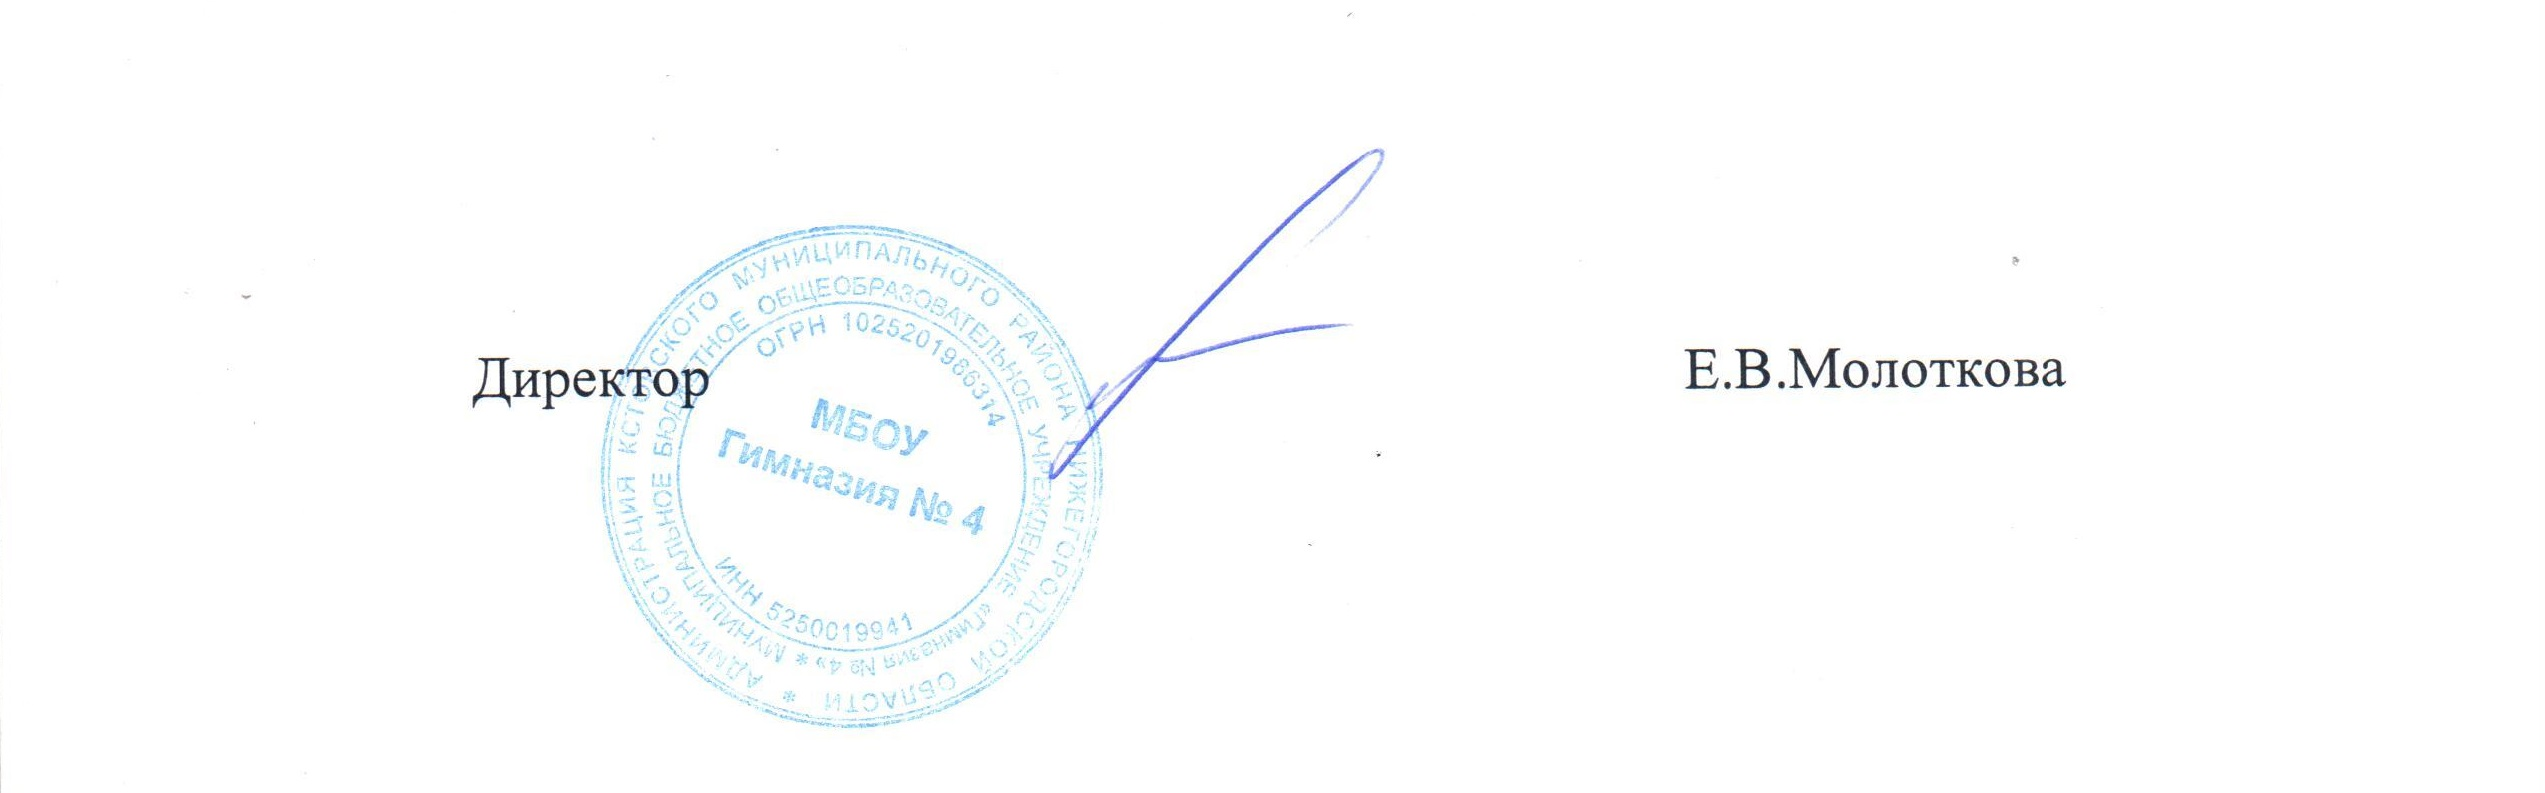 Директор
Е.В.Молоткова
АДМИНИСТРАЦИЯ КСТОВСКОГО МУНИЦИПАЛЬНОГО РАЙОНА НИЖЕГОРОДСКОЙ ОБЛАСТИ *
МУНИЦИПАЛЬНОЕ БЮДЖЕТНОЕ ОБЩЕОБРАЗОВАТЕЛЬНОЕ УЧРЕЖДЕНИЕ «Гимназия № 4» *
ОГРН 1025201986314
МБОУ
Гимназия № 4
ИНН 5250019941